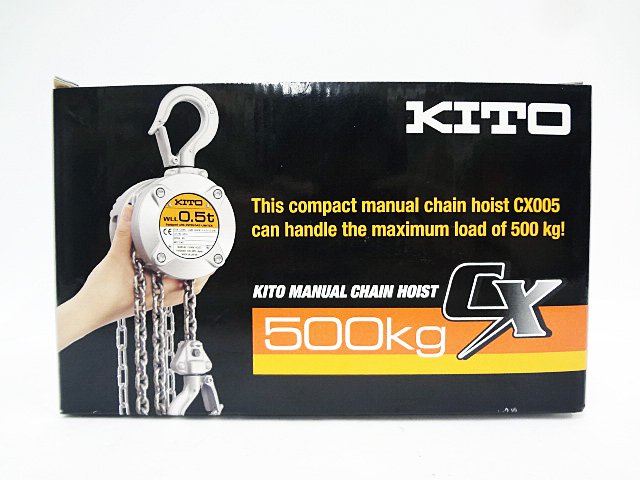 KITO
KITO
WLL 0.5t
This compact manual chain hoist CX005
can handle the maximum load of 500 kg!
KITO MANUAL CHAIN HOIST
CX
500kg